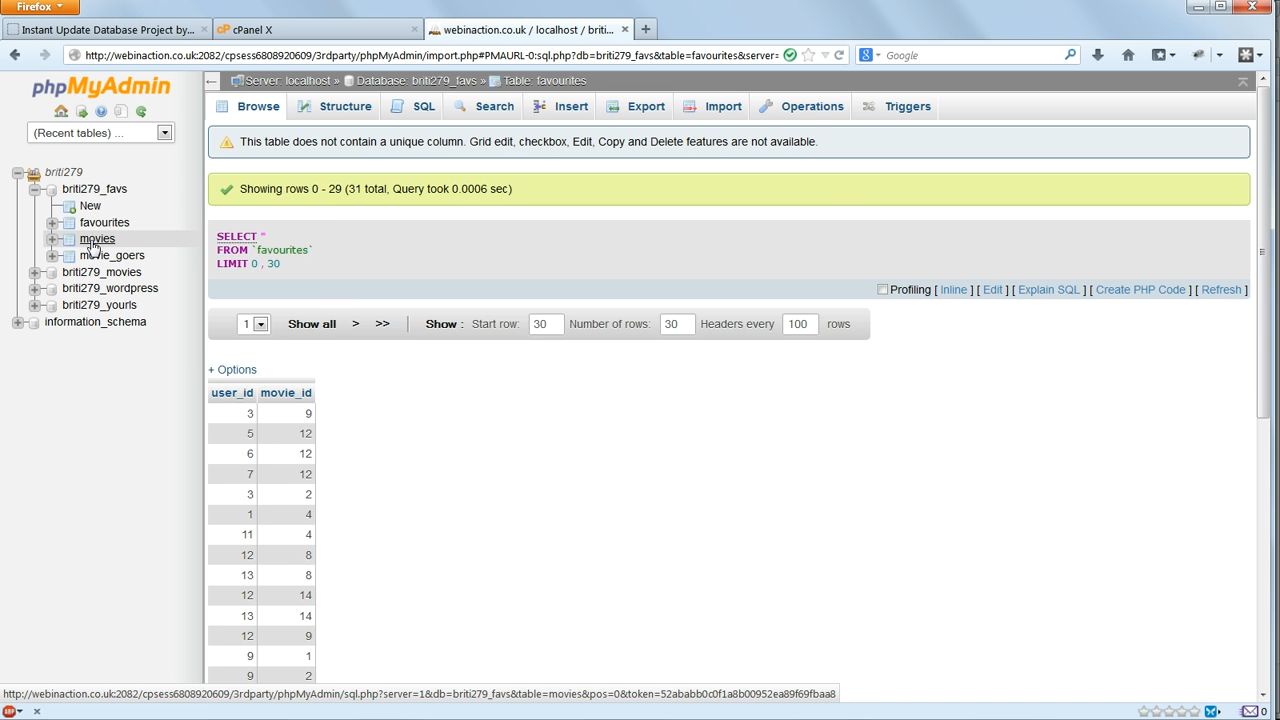 Firefox
Instant Update Database Project by...
cPanel X
webinaction.co.uk / localhost / briti...
http://webinaction.co.uk:2082/cpsess6808920609/3rdparty/phpMyAdmin/import.php#PMAURL-0:sql.php?db=briti279_favs&table=favourites&server=
Google
phpMyAdmin
(Recent tables) ...
briti279
briti279_favs
New
favourites
movies
movie_goers
briti279_movies
briti279_wordpress
briti279_yourls
information_schema
Server: localhost » Database: briti279_favs » Table: favourites
Browse Structure SQL Search Insert Export Import Operations Triggers
This table does not contain a unique column. Grid edit, checkbox, Edit, Copy and Delete features are not available.
Showing rows 0 - 29 (31 total, Query took 0.0006 sec)
SELECT *
FROM `favourites`
LIMIT 0 , 30
Profiling [ Inline ] [ Edit ] [ Explain SQL ] [ Create PHP Code ] [ Refresh ]
1 Show all > >> Show : Start row: 30 Number of rows: 30 Headers every 100 rows
+ Options
user_id movie_id
3 9
5 12
6 12
7 12
3 2
1 4
11 4
12 8
13 8
12 14
13 14
12 9
9 1
9 2
http://webinaction.co.uk:2082/cpsess6808920609/3rdparty/phpMyAdmin/sql.php?server=1&db=briti279_favs&table=movies&pos=0&token=52ababb0c0f1a8b00952ea89f69fbaa8
0